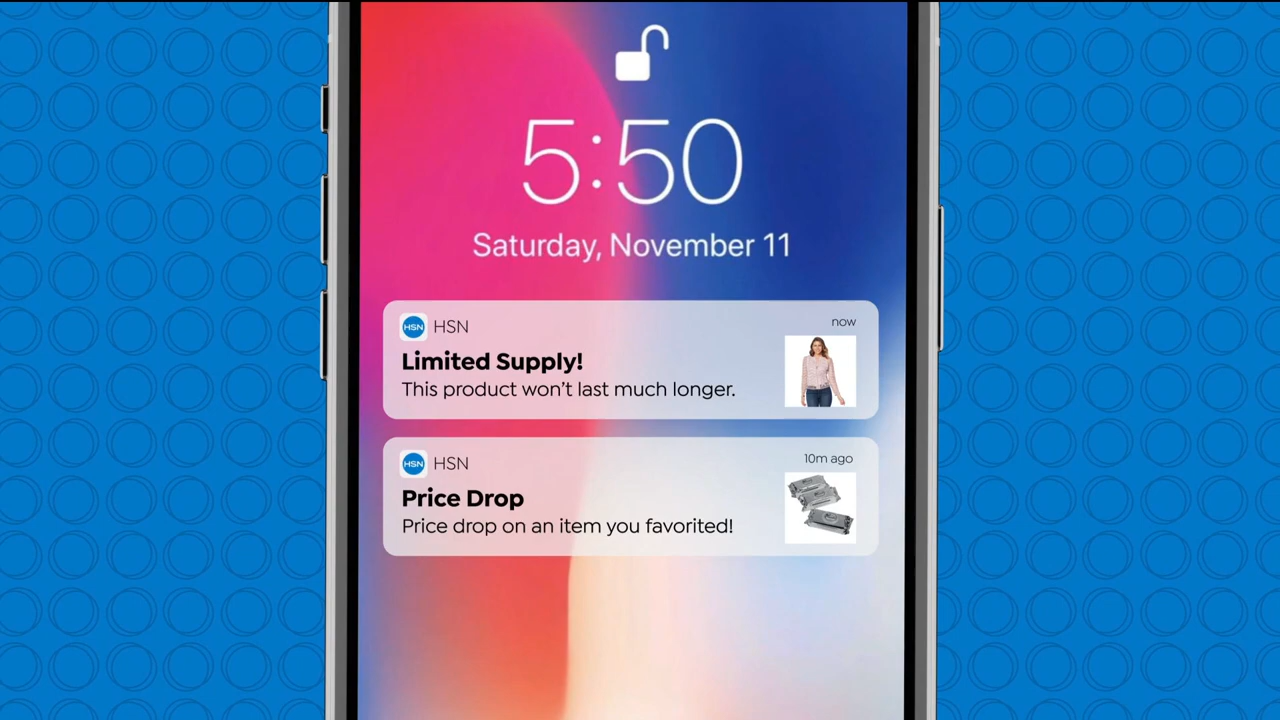 5:50
Saturday, November 11
HSN HSN
now
Limited Supply!
This product won't last much longer.
HSN HSN
10m ago
Price Drop
Price drop on an item you favorited!